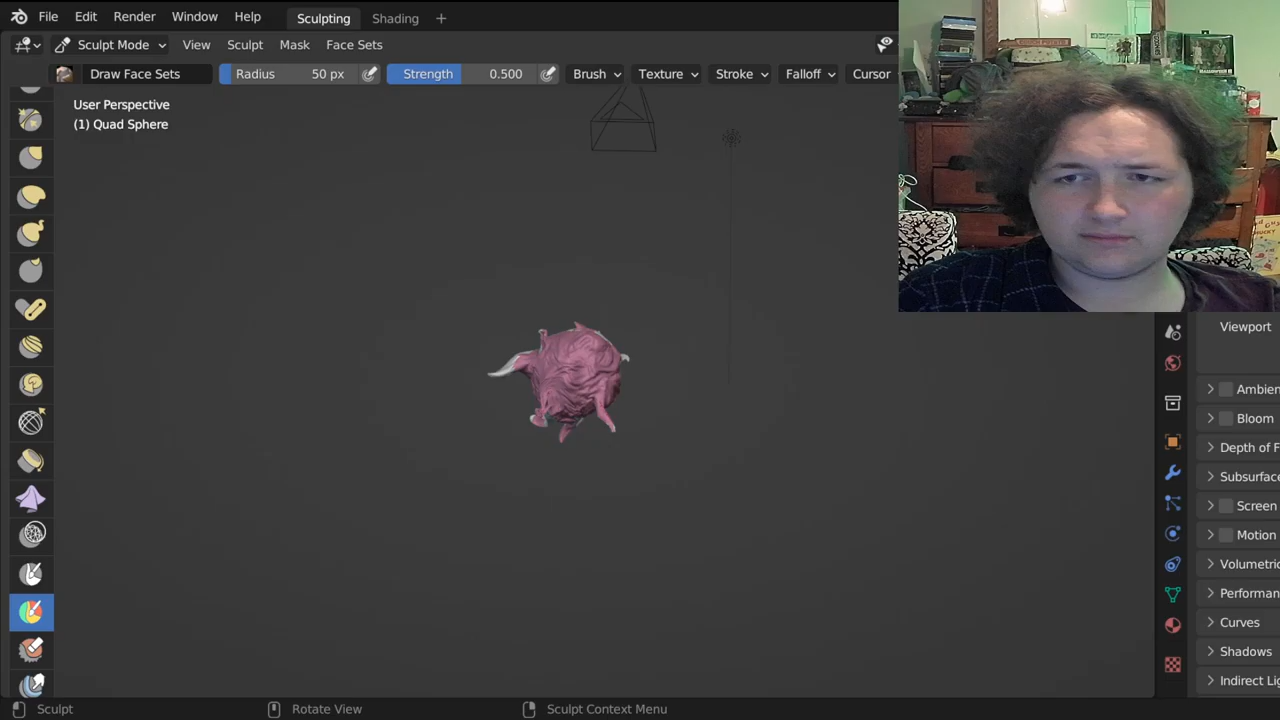 File Edit Render Window Help Sculpting Shading +
Sculpt Mode View Sculpt Mask Face Sets
Draw Face Sets Radius 50 px Strength 0.500 Brush Texture Stroke Falloff Cursor
User Perspective
(1) Quad Sphere
Viewport
Ambien
Bloom
Depth of F
Subsurface
Screen
Motion
Volumetric
Performan
Curves
Shadows
Indirect Lig
Sculpt Rotate View Sculpt Context Menu